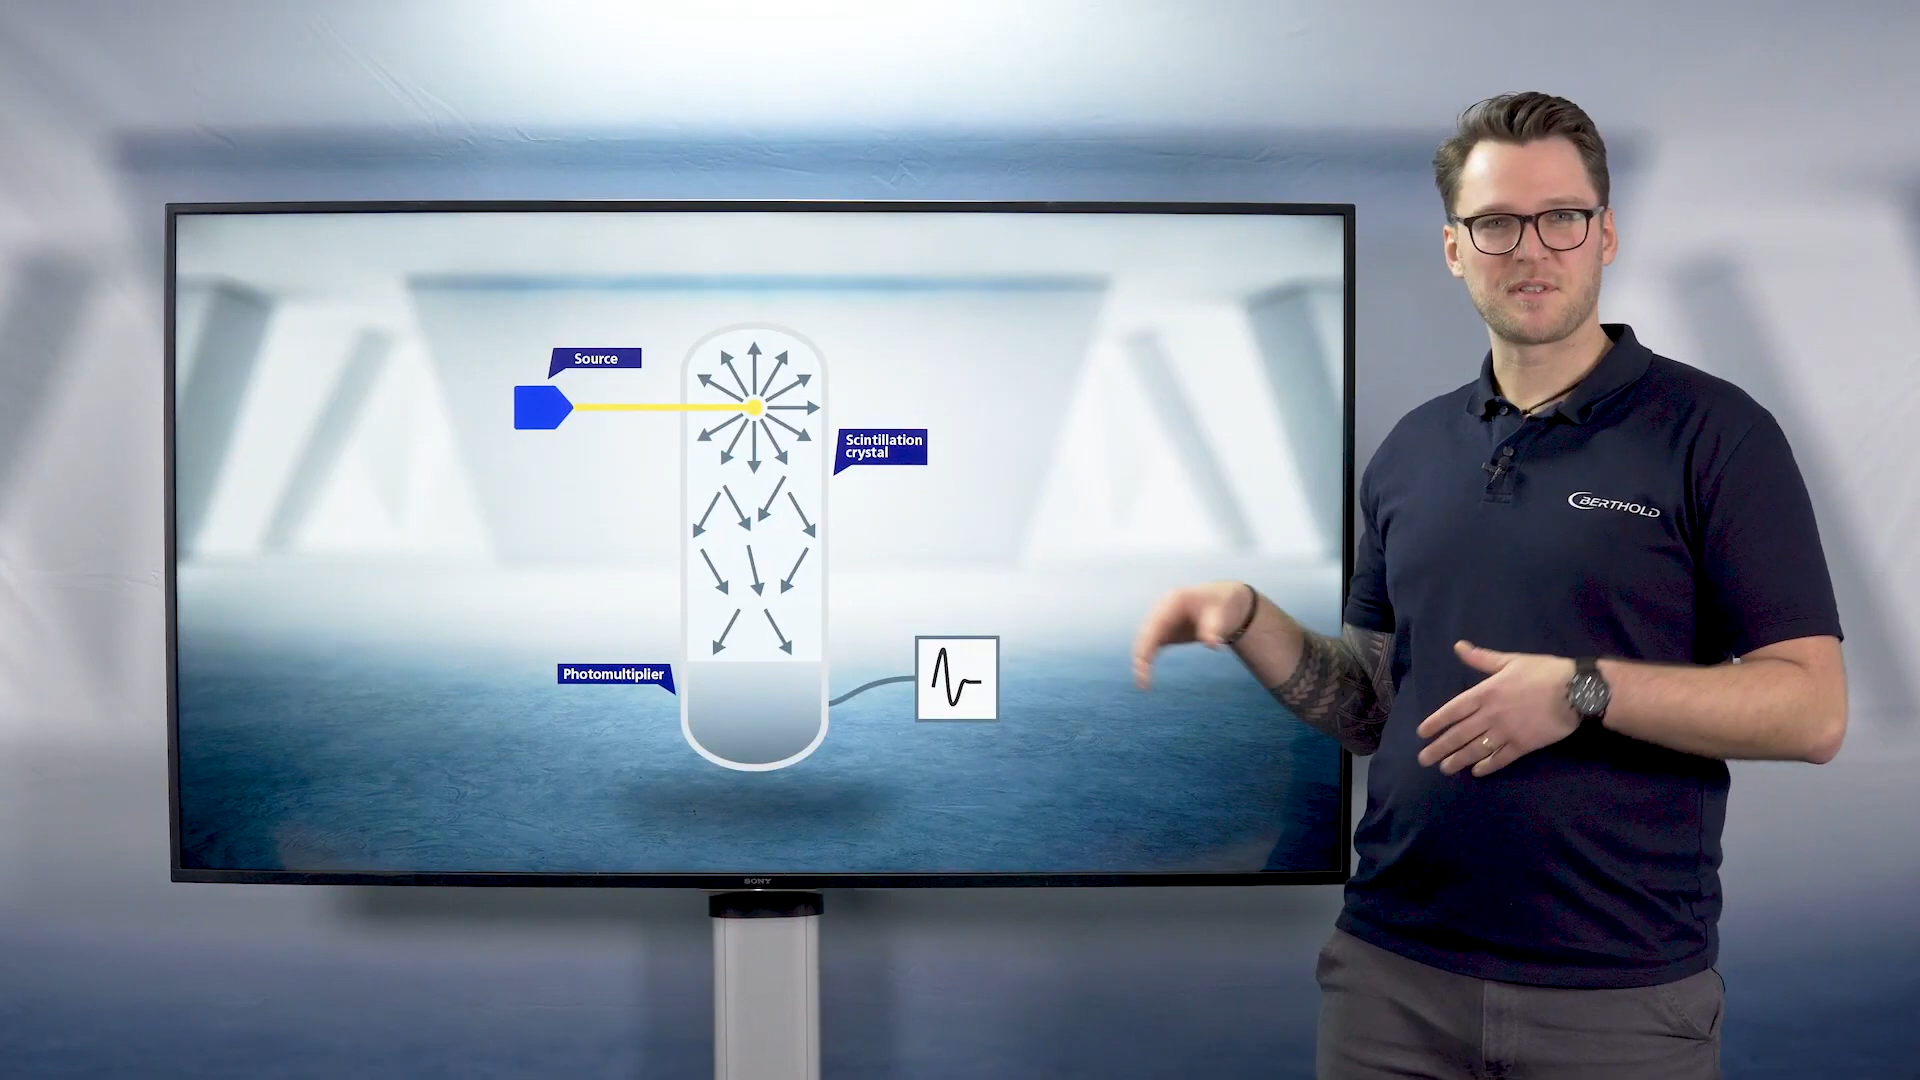 Source
Scintillation
crystal
BERTHOLD
Photomultiplier
SONY